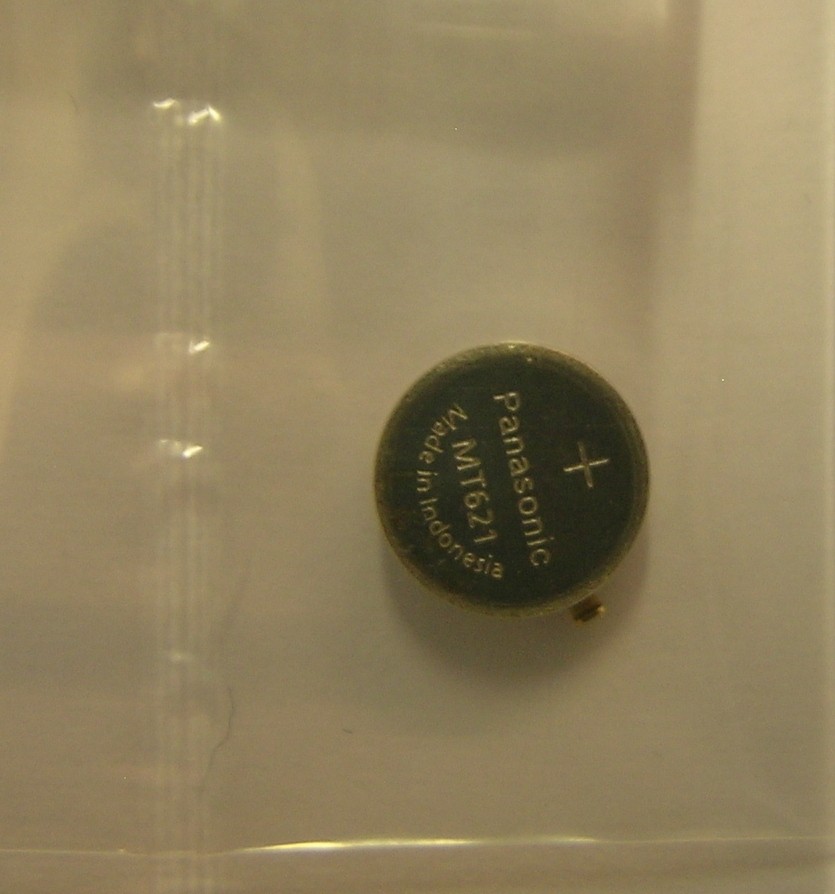 +
Panasonic
MT621
Made in Indonesia